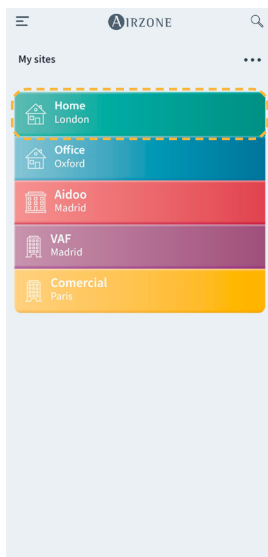 AIRZONE
My sites
Home
London
Office
Oxford
Aidoo
Madrid
VAF
Madrid
Comercial
Paris